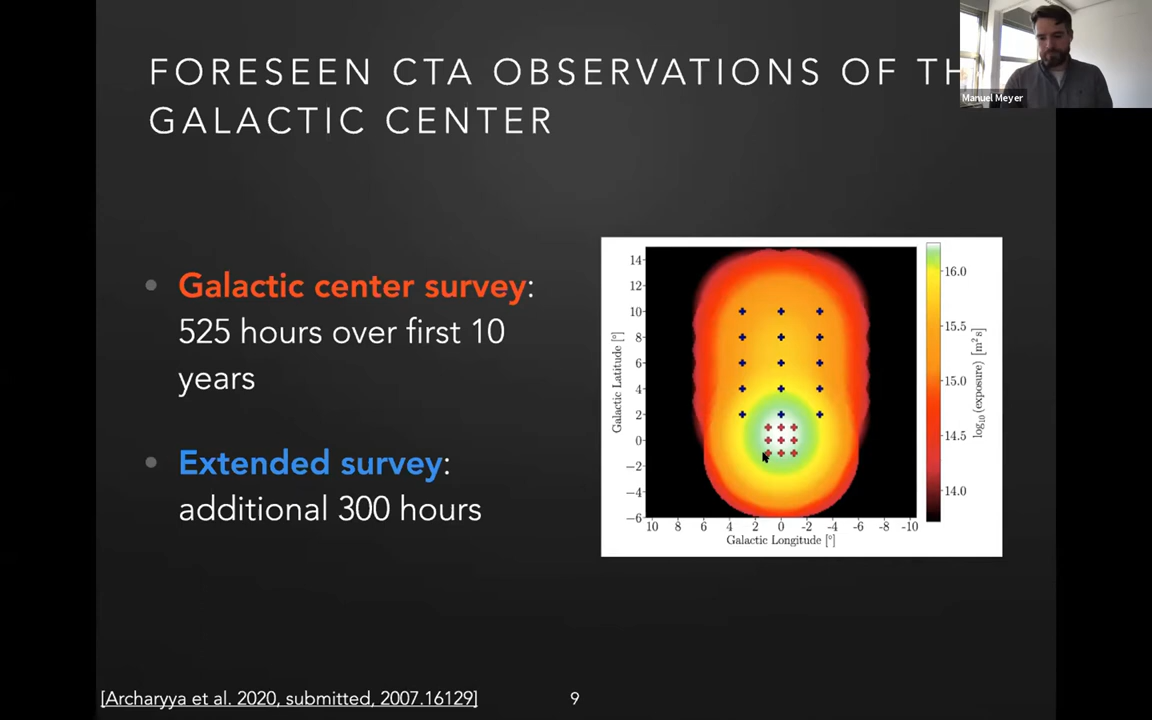 FORESEEN CTA OBSERVATIONS OF TH
GALACTIC CENTER
Manuel Meyer
Galactic center survey:
525 hours over first 10
years
Extended survey:
additional 300 hours
14
12
10
8
6
4
2
0
−2
−4
−6
Galactic Latitude [°]
10 8 6 4 2 0 -2 -4 -6 -8 -10
Galactic Longitude [°]
16.0
15.5
15.0
14.5
14.0
log₁₀(exposure) [m² s]
[Archaryya et al. 2020, submitted, 2007.16129]
9